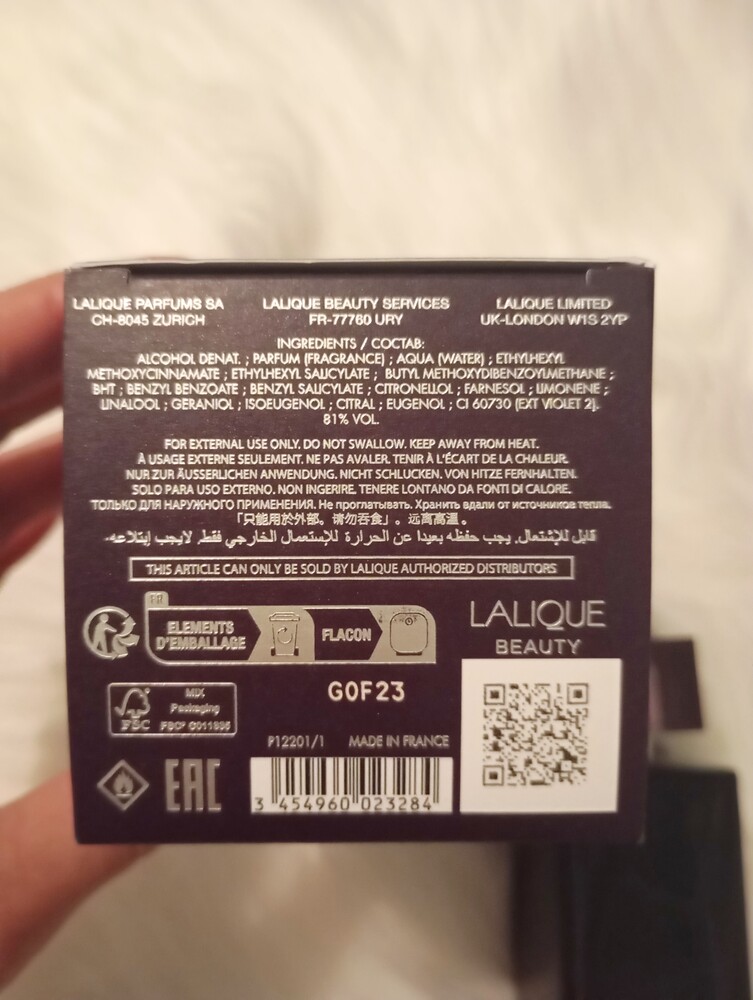 LALIQUE PARFUMS SA
CH-8045 ZURICH
LALIQUE BEAUTY SERVICES
FR-77760 URY
LALIQUE LIMITED
UK-LONDON W1S 2YP
INGREDIENTS / COCTAB:
ALCOHOL DENAT. ; PARFUM (FRAGRANCE) ; AQUA (WATER) ; ETHYLHEXYL
METHOXYCINNAMATE ; ETHYLHEXYL SALICYLATE ; BUTYL METHOXYDIBENZOYLMETHANE ;
BHT ; BENZYL BENZOATE ; BENZYL SALICYLATE ; CITRONELLOL ; FARNESOL ; LIMONENE ;
LINALOOL ; GERANIOL ; ISOEUGENOL ; CITRAL ; EUGENOL ; CI 60730 (EXT VIOLET 2).
81% VOL.
FOR EXTERNAL USE ONLY. DO NOT SWALLOW. KEEP AWAY FROM HEAT.
À USAGE EXTERNE SEULEMENT. NE PAS AVALER. TENIR À L'ÉCART DE LA CHALEUR.
NUR ZUR ÄUSSERLICHEN ANWENDUNG. NICHT SCHLUCKEN. VON HITZE FERNHALTEN.
SOLO PARA USO EXTERNO. NON INGERIRE. TENERE LONTANO DA FONTI DI CALORE.
ТОЛЬКО ДЛЯ НАРУЖНОГО ПРИМЕНЕНИЯ. Не проглатывать. Хранить вдали от источников тепла.
「只能用於外部。请勿吞食」。远离高温。
قابل للإشتعال. يجب حفظه بعيدا عن الحرارة للإستعمال الخارجي فقط. لايجب إبتلاعه.
THIS ARTICLE CAN ONLY BE SOLD BY LALIQUE AUTHORIZED DISTRIBUTORS
FR
ELEMENTS
D'EMBALLAGE
FLACON
LALIQUE
BEAUTY
FSC
MIX
Packaging
FSC® C011835
G0F23
P12201/1 MADE IN FRANCE
EAC
3 454960 023284